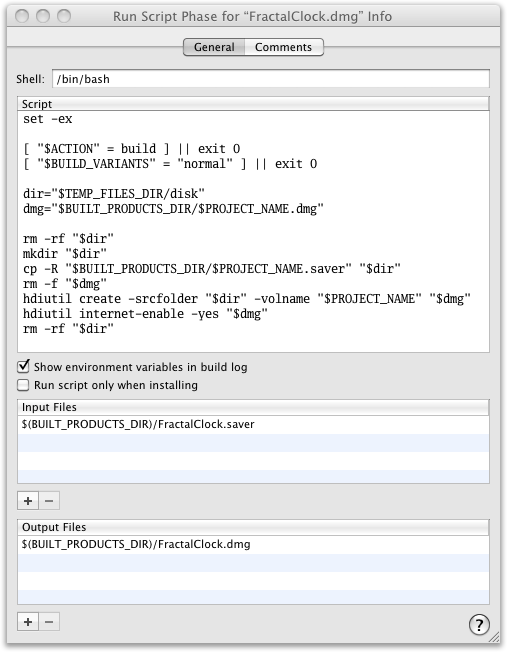 Run Script Phase for “FractalClock.dmg” Info
General Comments
Shell: /bin/bash
Script
set -ex
[ "$ACTION" = build ] || exit 0
[ "$BUILD_VARIANTS" = "normal" ] || exit 0
dir="$TEMP_FILES_DIR/disk"
dmg="$BUILT_PRODUCTS_DIR/$PROJECT_NAME.dmg"
rm -rf "$dir"
mkdir "$dir"
cp -R "$BUILT_PRODUCTS_DIR/$PROJECT_NAME.saver" "$dir"
rm -f "$dmg"
hdiutil create -srcfolder "$dir" -volname "$PROJECT_NAME" "$dmg"
hdiutil internet-enable -yes "$dmg"
rm -rf "$dir"
Show environment variables in build log
Run script only when installing
Input Files
$(BUILT_PRODUCTS_DIR)/FractalClock.saver
+ −
Output Files
$(BUILT_PRODUCTS_DIR)/FractalClock.dmg
+ −
?